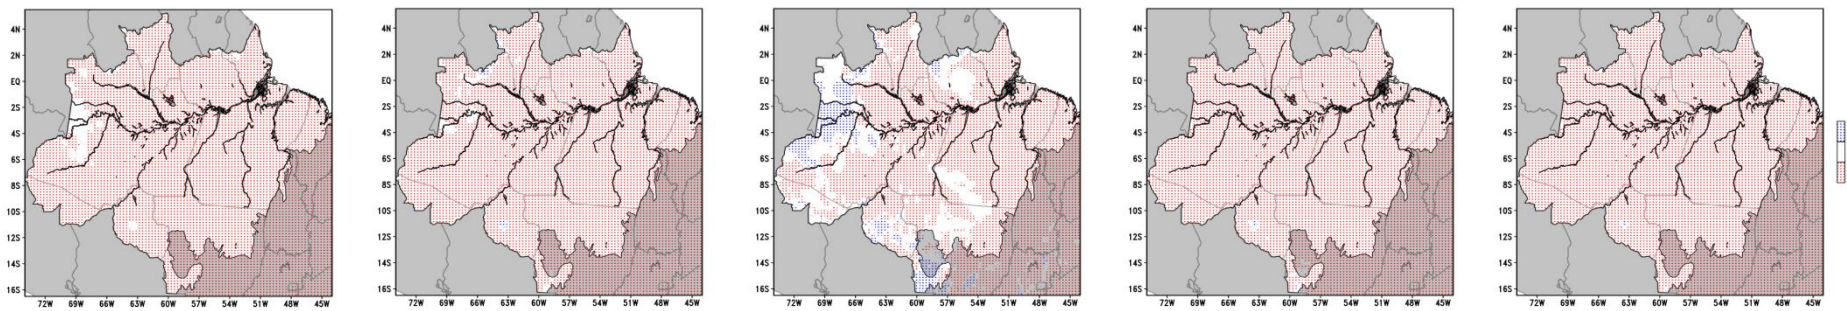 4N 4N 4N 4N 4N
2N 2N 2N 2N 2N
EQ EQ EQ EQ EQ
2S 2S 2S 2S 2S
4S 4S 4S 4S 4S
6S 6S 6S 6S 6S
8S 8S 8S 8S 8S
10S 10S 10S 10S 10S
12S 12S 12S 12S 12S
14S 14S 14S 14S 14S
16S 16S 16S 16S 16S
72W 69W 66W 63W 60W 57W 54W 51W 48W 45W 72W 69W 66W 63W 60W 57W 54W 51W 48W 45W 72W 69W 66W 63W 60W 57W 54W 51W 48W 45W 72W 69W 66W 63W 60W 57W 54W 51W 48W 45W 72W 69W 66W 63W 60W 57W 54W 51W 48W 45W